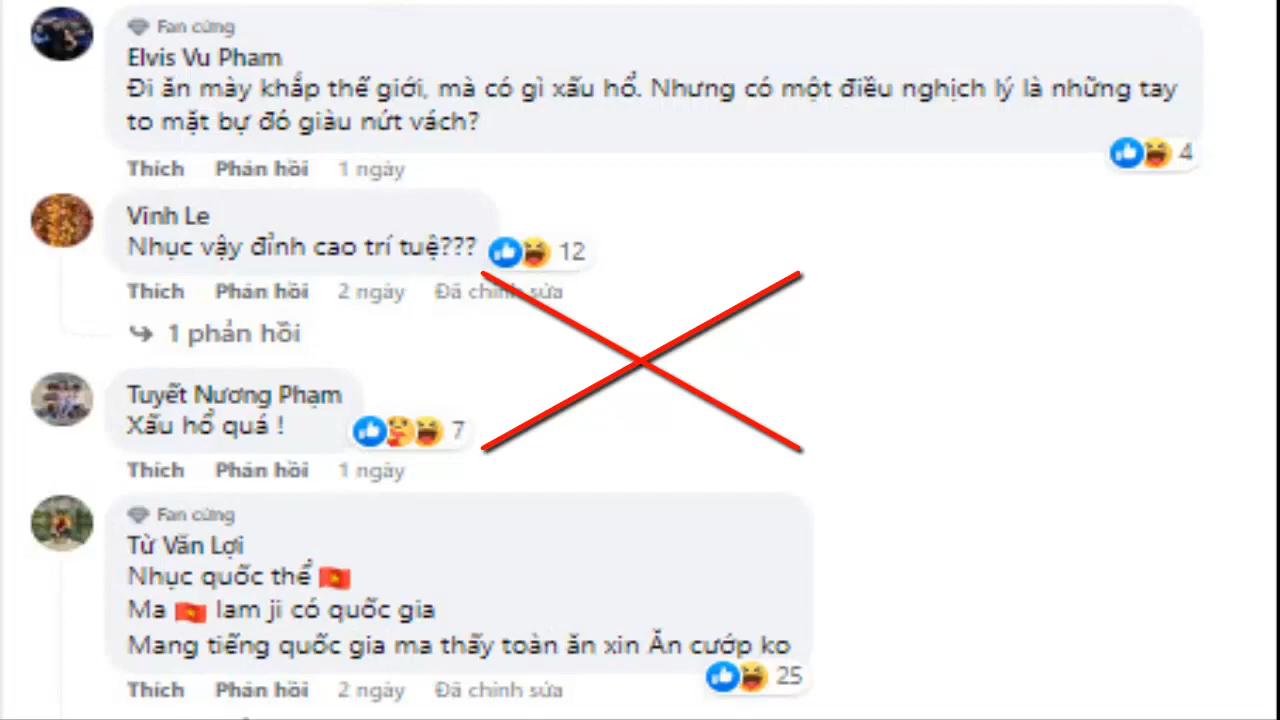 Fan cứng
Elvis Vu Pham
Đi ăn mày khắp thế giới, mà có gì xấu hổ. Nhưng có một điều nghịch lý là những tay
to mặt bự đó giàu nứt vách?
4
Thích Phản hồi 1 ngày
Vinh Le
Nhục vậy đỉnh cao trí tuệ???
12
Thích Phản hồi 2 ngày Đã chỉnh sửa
1 phản hồi
Tuyết Nương Phạm
Xấu hổ quá !
7
Thích Phản hồi 1 ngày
Fan cứng
Từ Văn Lợi
Nhục quốc thể 🇻🇳
Ma 🇻🇳 lam ji có quốc gia
Mang tiếng quốc gia ma thấy toàn ăn xin Ăn cướp ko
25
Thích Phản hồi 2 ngày Đã chỉnh sửa